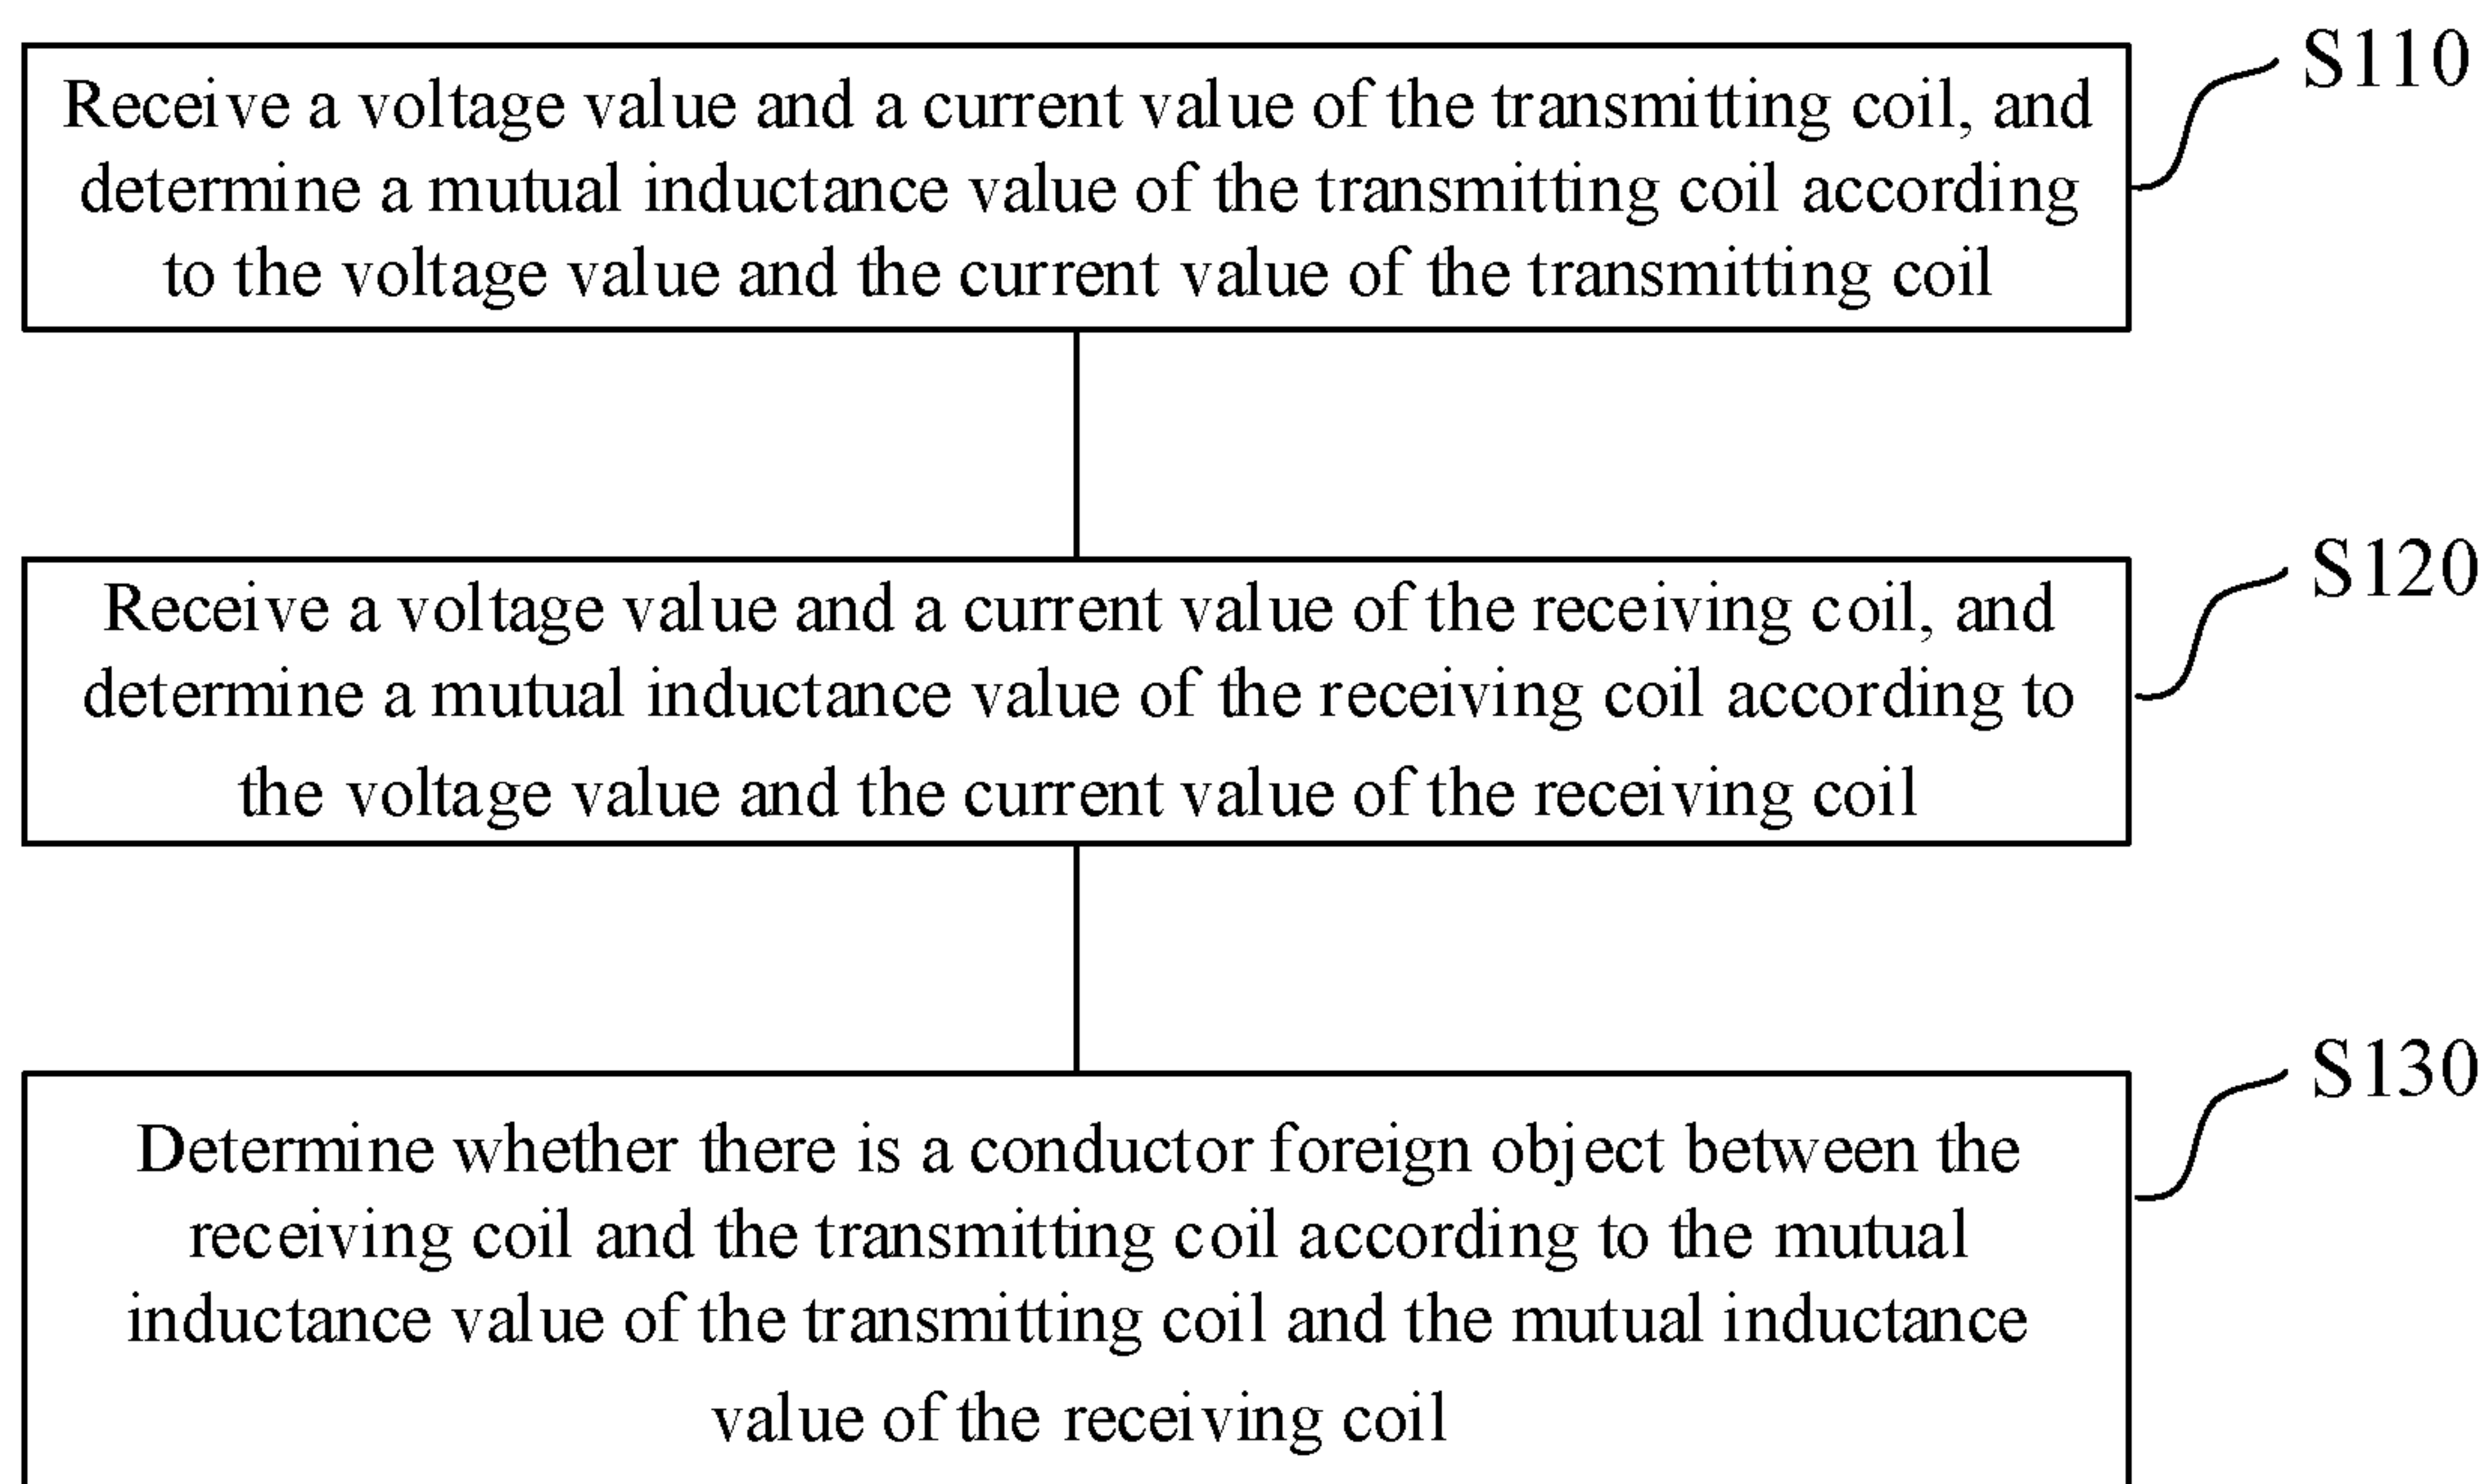 S110
Receive a voltage value and a current value of the transmitting coil, and
determine a mutual inductance value of the transmitting coil according
to the voltage value and the current value of the transmitting coil
S120
Receive a voltage value and a current value of the receiving coil, and
determine a mutual inductance value of the receiving coil according to
the voltage value and the current value of the receiving coil
S130
Determine whether there is a conductor foreign object between the
receiving coil and the transmitting coil according to the mutual
inductance value of the transmitting coil and the mutual inductance
value of the receiving coil